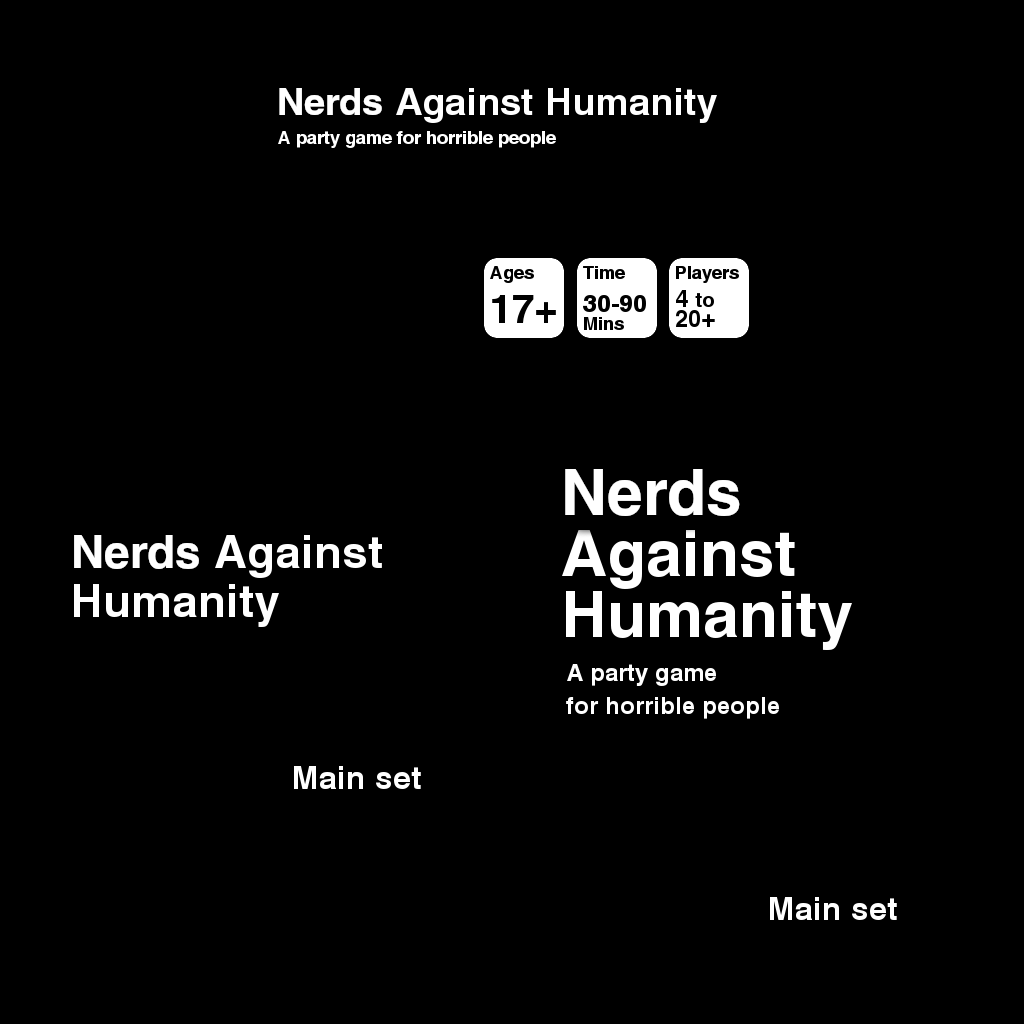 Nerds Against Humanity
A party game for horrible people
Ages
17+
Time
30-90
Mins
Players
4 to
20+
Nerds Against
Humanity
Main set
Nerds
Against
Humanity
A party game
for horrible people
Main set